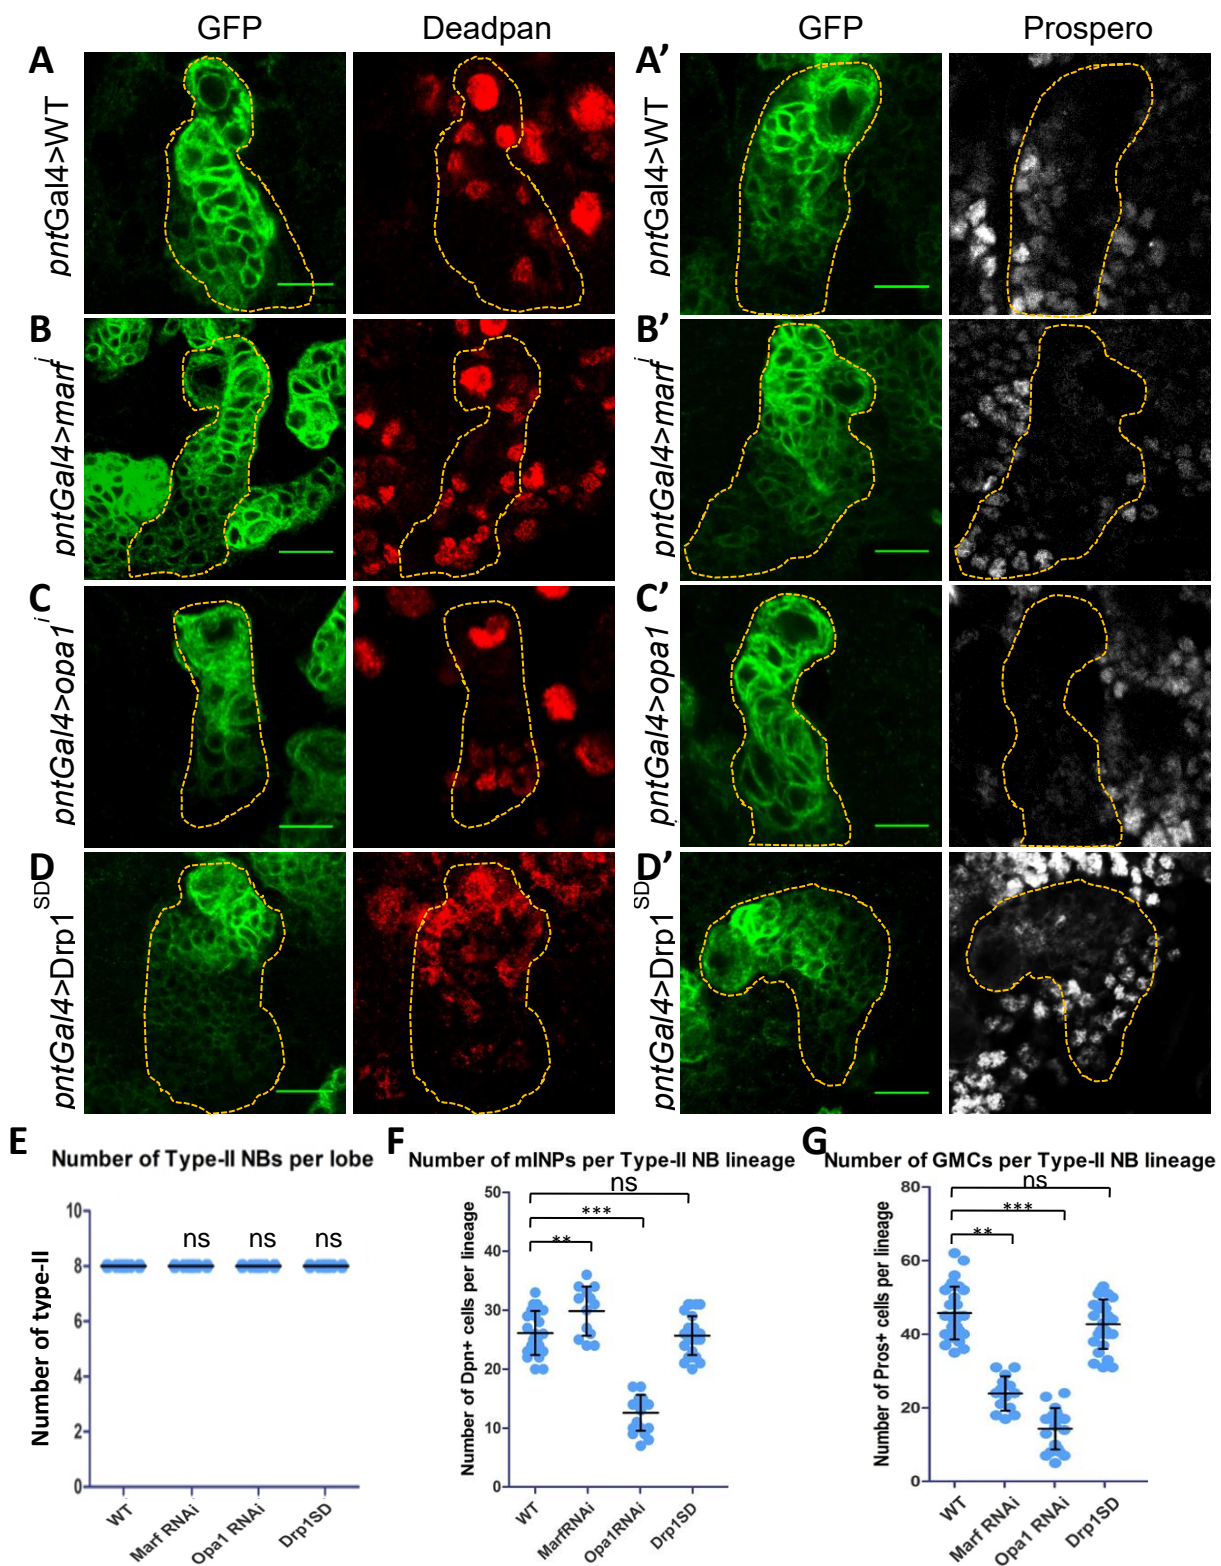 GFP Deadpan GFP Prospero
A A′
pntGal4>WT pntGal4>WT
B B′
pntGal4>marf i pntGal4>marf i
C C′
pntGal4>opa1 i pntGal4>opa1 i
D D′
pntGal4>Drp1 SD pntGal4>Drp1 SD
E
Number of Type-II NBs per lobe
Number of type-II
10
8
6
4
2
0
ns ns ns
WT Marf RNAi Opa1 RNAi Drp1SD
F
Number of mINPs per Type-II NB lineage
Number of Dpn+ cells per lineage
50
40
30
20
10
0
ns
***
**
WT MarfRNAi Opa1RNAi Drp1SD
G
Number of GMCs per Type-II NB lineage
Number of Pros+ cells per lineage
80
60
40
20
0
ns
***
**
WT Marf RNAi Opa1 RNAi Drp1SD